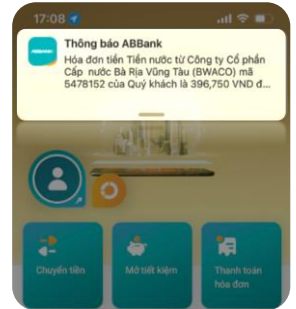 17:08
ABBANK
Thông báo ABBank
Hóa đơn tiền Tiền nước từ Công ty Cổ phần
Cấp nước Bà Rịa Vũng Tàu (BWACO) mã
5478152 của Quý khách là 396,750 VND đ...
Chuyển tiền
Mở tiết kiệm
Thanh toán
hóa đơn